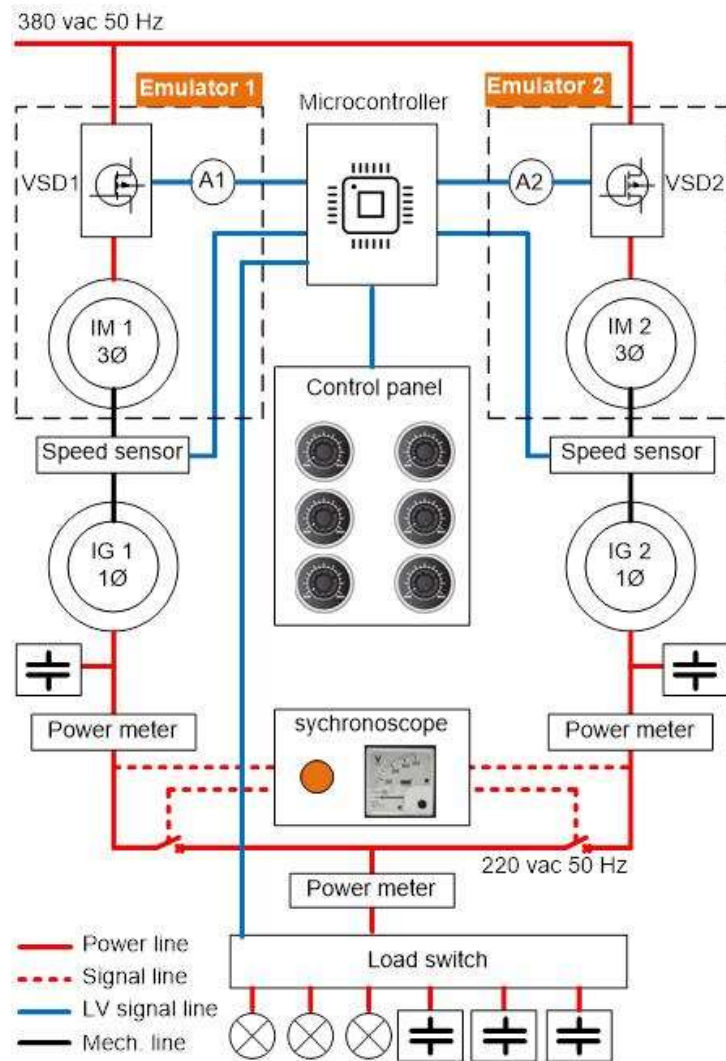 380 vac 50 Hz
Emulator 1
Microcontroller
Emulator 2
VSD1
A1
A2
VSD2
IM 1
3Ø
IM 2
3Ø
Control panel
Speed sensor
Speed sensor
IG 1
1Ø
IG 2
1Ø
Power meter
sychronoscope
Power meter
V
220 vac 50 Hz
Power meter
Power line
Load switch
Signal line
LV signal line
Mech. line